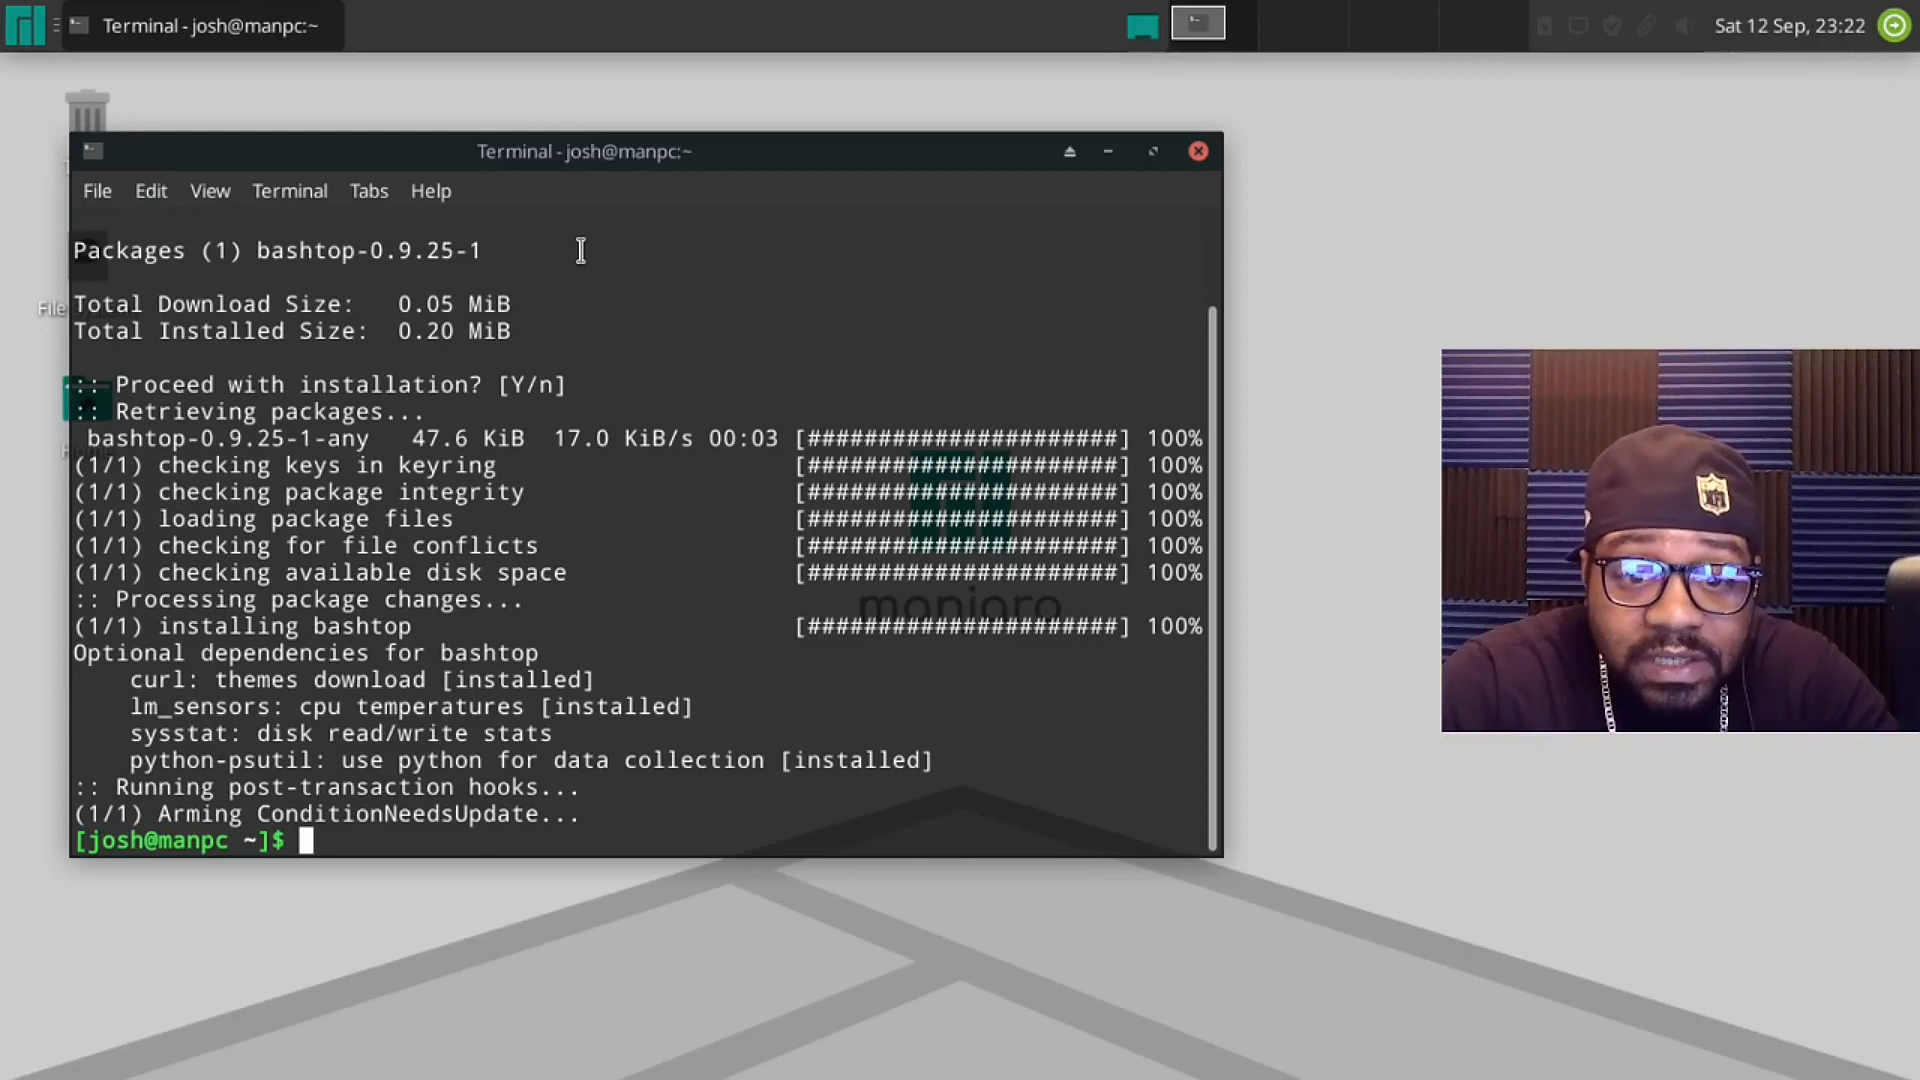 Terminal - josh@manpc:~
Sat 12 Sep, 23:22
Terminal - josh@manpc:~
File Edit View Terminal Tabs Help
Packages (1) bashtop-0.9.25-1
Total Download Size: 0.05 MiB
Total Installed Size: 0.20 MiB
:: Proceed with installation? [Y/n]
:: Retrieving packages...
bashtop-0.9.25-1-any 47.6 KiB 17.0 KiB/s 00:03 [######################] 100%
(1/1) checking keys in keyring [######################] 100%
(1/1) checking package integrity [######################] 100%
(1/1) loading package files [######################] 100%
(1/1) checking for file conflicts [######################] 100%
(1/1) checking available disk space [######################] 100%
:: Processing package changes...
manjaro
(1/1) installing bashtop [######################] 100%
Optional dependencies for bashtop
curl: themes download [installed]
lm_sensors: cpu temperatures [installed]
sysstat: disk read/write stats
python-psutil: use python for data collection [installed]
:: Running post-transaction hooks...
(1/1) Arming ConditionNeedsUpdate...
[josh@manpc ~]$
File
NFL